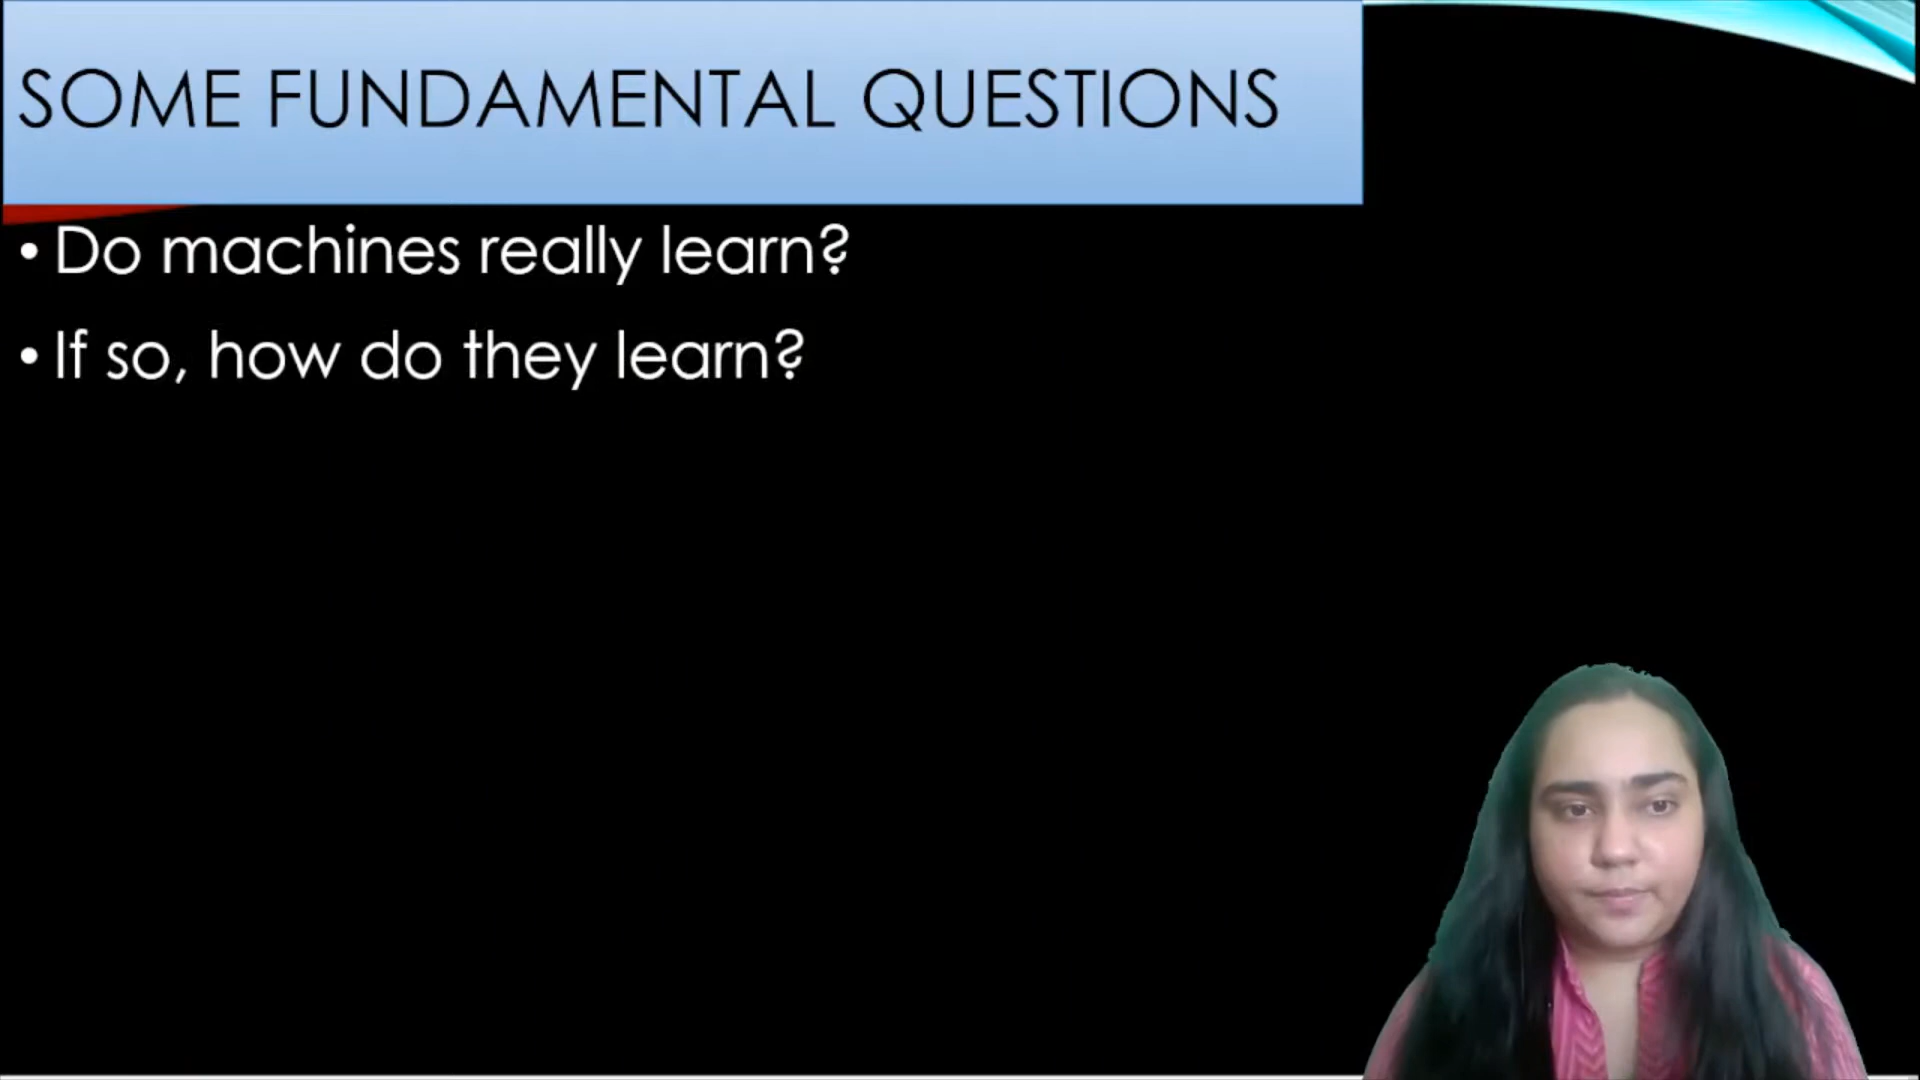 SOME FUNDAMENTAL QUESTIONS
• Do machines really learn?
• If so, how do they learn?